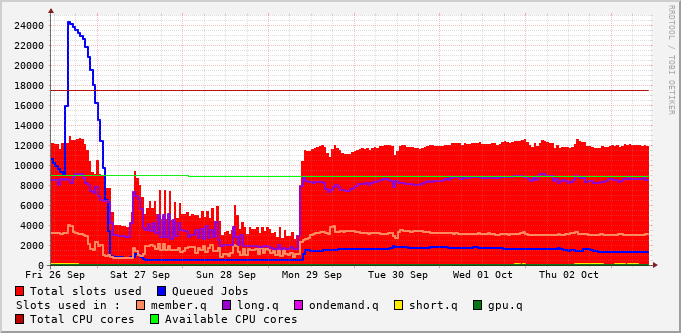 RRDTOOL / TOBI OETIKER
24000
22000
20000
18000
16000
14000
12000
10000
8000
6000
4000
2000
0
Fri 26 Sep Sat 27 Sep Sun 28 Sep Mon 29 Sep Tue 30 Sep Wed 01 Oct Thu 02 Oct
Total slots used Queued Jobs
Slots used in : member.q long.q ondemand.q short.q gpu.q
Total CPU cores Available CPU cores